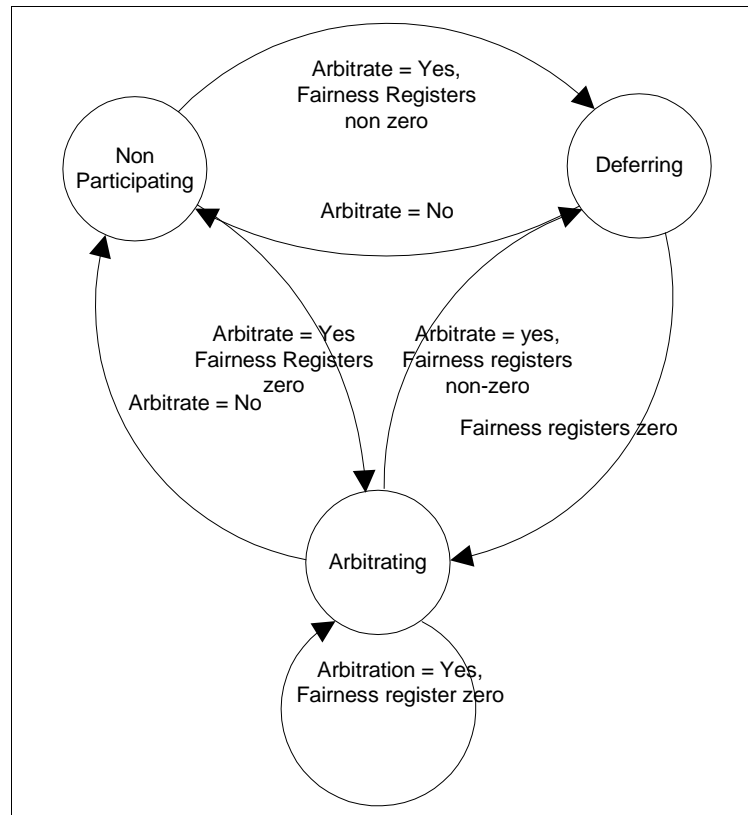 Arbitrate = Yes,
Fairness Registers
non zero
Non
Participating
Deferring
Arbitrate = No
Arbitrate = Yes
Fairness Registers
zero
Arbitrate = yes,
Fairness registers
non-zero
Arbitrate = No
Fairness registers zero
Arbitrating
Arbitration = Yes,
Fairness register zero